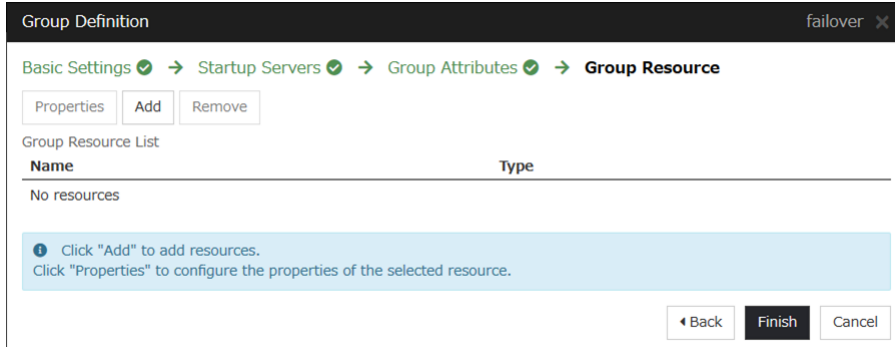 Group Definition failover
Basic Settings → Startup Servers → Group Attributes → Group Resource
Properties Add Remove
Group Resource List
Name Type
No resources
Click "Add" to add resources.
Click "Properties" to configure the properties of the selected resource.
Back Finish Cancel